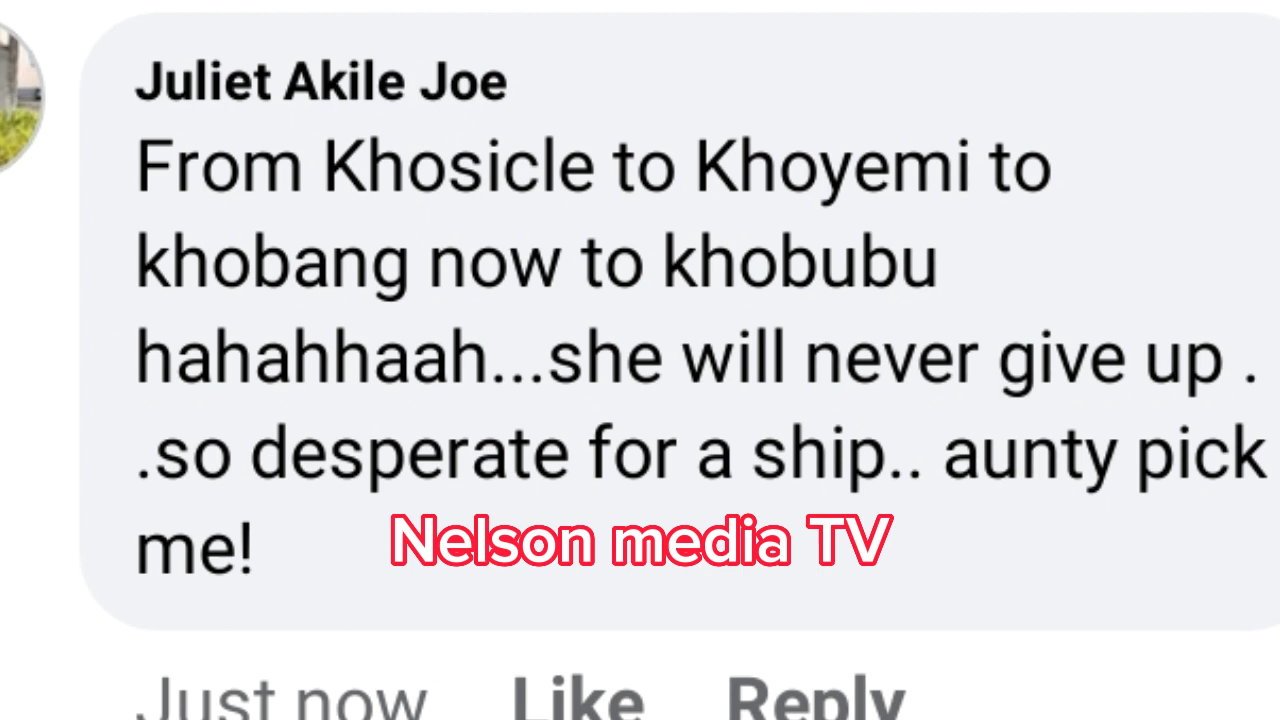 Juliet Akile Joe
From Khosicle to Khoyemi to
khobang now to khobubu
hahahhaah...she will never give up .
.so desperate for a ship.. aunty pick
me!
Nelson media TV
Just now Like Reply